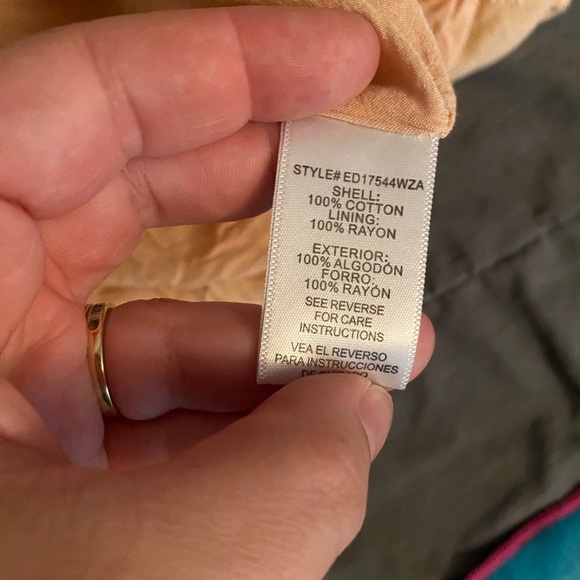 STYLE# ED17544WZA
SHELL:
100% COTTON
LINING:
100% RAYON
EXTERIOR:
100% ALGODÓN
FORRO:
100% RAYÓN
SEE REVERSE
FOR CARE
INSTRUCTIONS
VEA EL REVERSO
PARA INSTRUCCIONES
DE